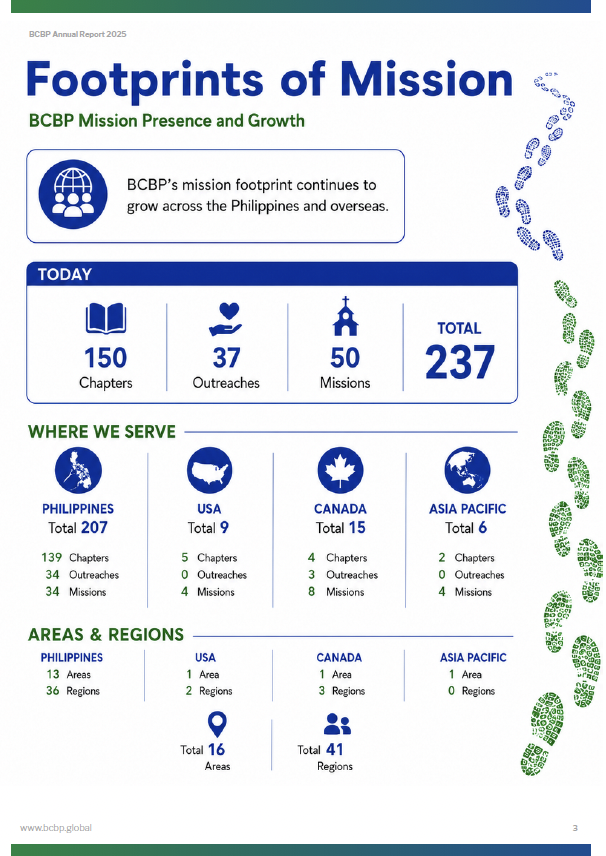 BCBP Annual Report 2025
Footprints of Mission
BCBP Mission Presence and Growth
BCBP's mission footprint continues to
grow across the Philippines and overseas.
TODAY
150
Chapters
37
Outreaches
50
Missions
TOTAL
237
WHERE WE SERVE
PHILIPPINES
Total 207
139 Chapters
34 Outreaches
34 Missions
USA
Total 9
5 Chapters
0 Outreaches
4 Missions
CANADA
Total 15
4 Chapters
3 Outreaches
8 Missions
ASIA PACIFIC
Total 6
2 Chapters
0 Outreaches
4 Missions
AREAS & REGIONS
PHILIPPINES
13 Areas
36 Regions
USA
1 Area
2 Regions
CANADA
1 Area
3 Regions
ASIA PACIFIC
1 Area
0 Regions
Total 16
Areas
Total 41
Regions
www.bcbp.global
3